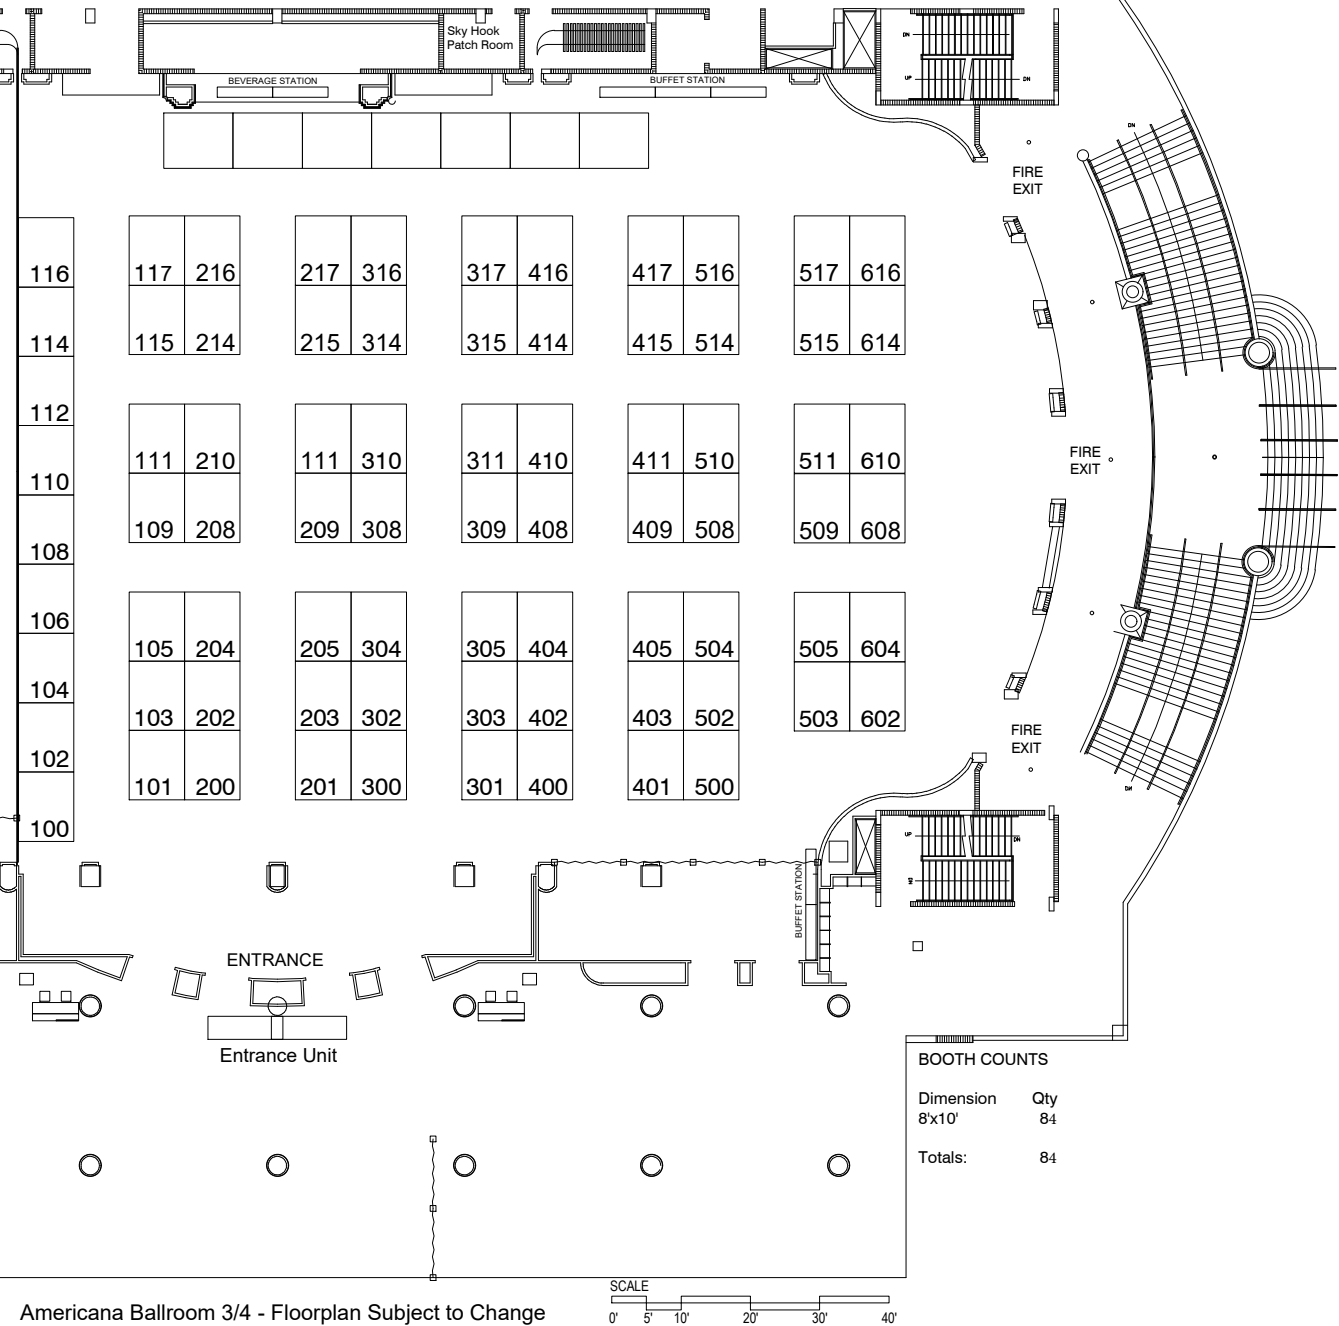 Sky Hook
Patch Room
DN
UP
DN
BEVERAGE STATION
BUFFET STATION
DN
FIRE
EXIT
116
117 216
217 316
317 416
417 516
517 616
114
115 214
215 314
315 414
415 514
515 614
112
111 210
111 310
311 410
411 510
511 610
FIRE
EXIT
110
109 208
209 308
309 408
409 508
509 608
108
106
105 204
205 304
305 404
405 504
505 604
104
103 202
203 302
303 402
403 502
503 602
FIRE
EXIT
102
101 200
201 300
301 400
401 500
DN
100
UP
DN
DN
BUFFET STATION
ENTRANCE
Entrance Unit
BOOTH COUNTS
Dimension Qty
8'x10' 84
Totals: 84
SCALE
0' 5' 10' 20' 30' 40'
Americana Ballroom 3/4 - Floorplan Subject to Change